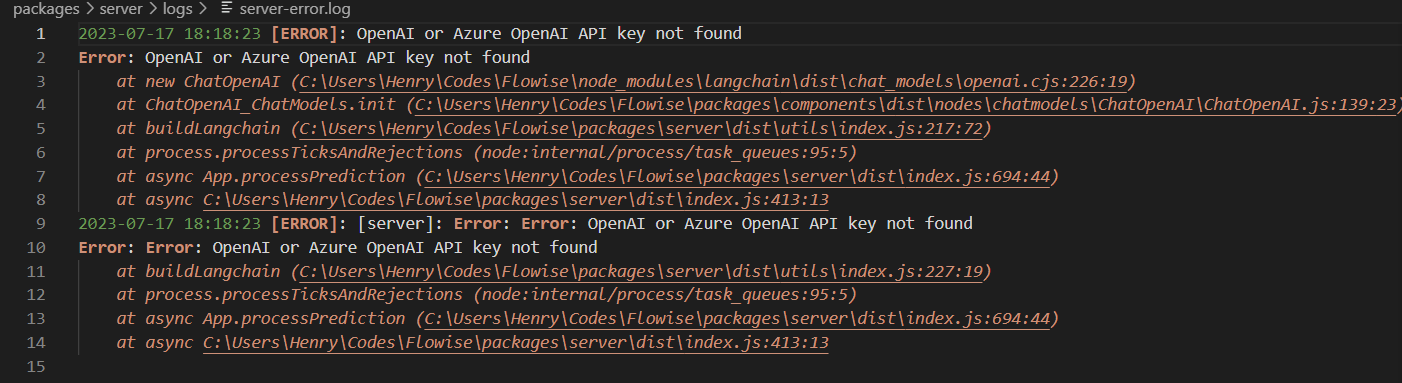 packages > server > logs > server-error.log
1 2023-07-17 18:18:23 [ERROR]: OpenAI or Azure OpenAI API key not found
2 Error: OpenAI or Azure OpenAI API key not found
3 at new ChatOpenAI (C:\Users\Henry\Codes\Flowise\node_modules\langchain\dist\chat_models\openai.cjs:226:19)
4 at ChatOpenAI_ChatModels.init (C:\Users\Henry\Codes\Flowise\packages\components\dist\nodes\chatmodels\ChatOpenAI\ChatOpenAI.js:139:23)
5 at buildLangchain (C:\Users\Henry\Codes\Flowise\packages\server\dist\utils\index.js:217:72)
6 at process.processTicksAndRejections (node:internal/process/task_queues:95:5)
7 at async App.processPrediction (C:\Users\Henry\Codes\Flowise\packages\server\dist\index.js:694:44)
8 at async C:\Users\Henry\Codes\Flowise\packages\server\dist\index.js:413:13
9 2023-07-17 18:18:23 [ERROR]: [server]: Error: Error: OpenAI or Azure OpenAI API key not found
10 Error: Error: OpenAI or Azure OpenAI API key not found
11 at buildLangchain (C:\Users\Henry\Codes\Flowise\packages\server\dist\utils\index.js:227:19)
12 at process.processTicksAndRejections (node:internal/process/task_queues:95:5)
13 at async App.processPrediction (C:\Users\Henry\Codes\Flowise\packages\server\dist\index.js:694:44)
14 at async C:\Users\Henry\Codes\Flowise\packages\server\dist\index.js:413:13
15